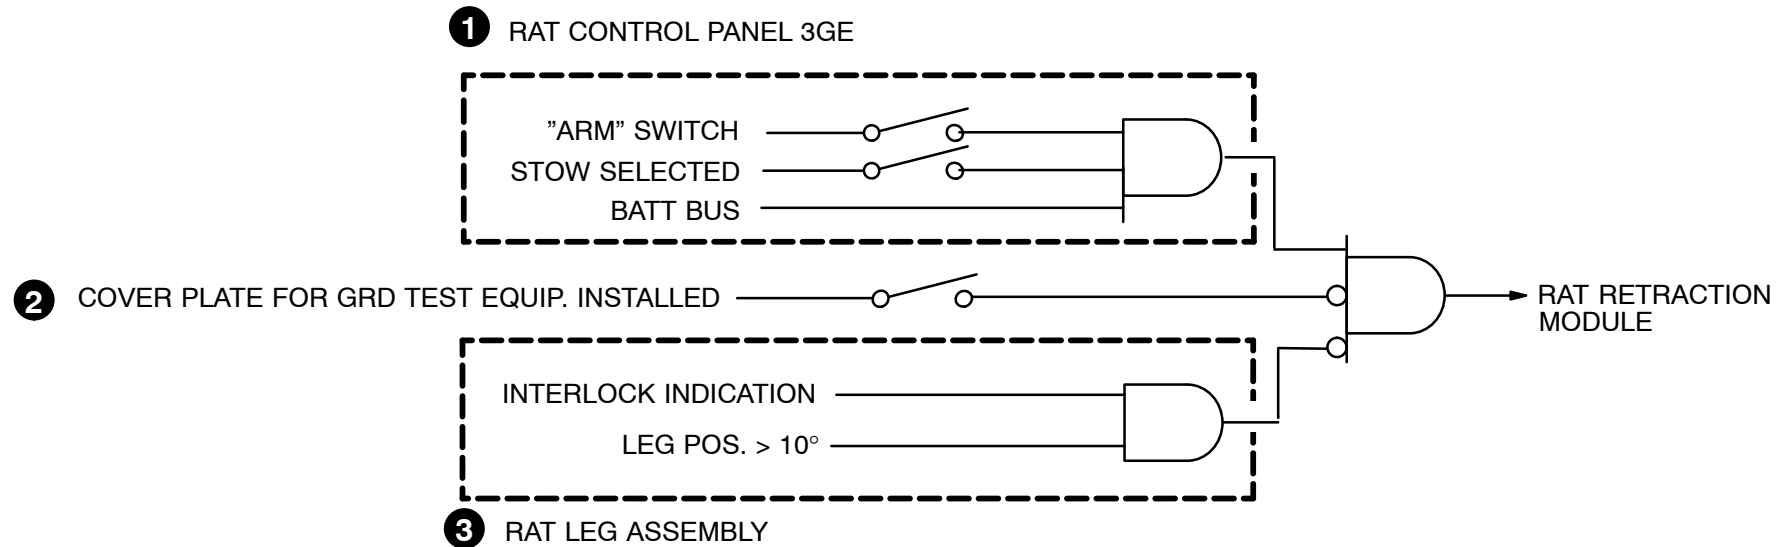 1 RAT CONTROL PANEL 3GE
”ARM” SWITCH
STOW SELECTED
BATT BUS
2 COVER PLATE FOR GRD TEST EQUIP. INSTALLED
RAT RETRACTION
MODULE
INTERLOCK INDICATION
LEG POS. > 10°
3 RAT LEG ASSEMBLY